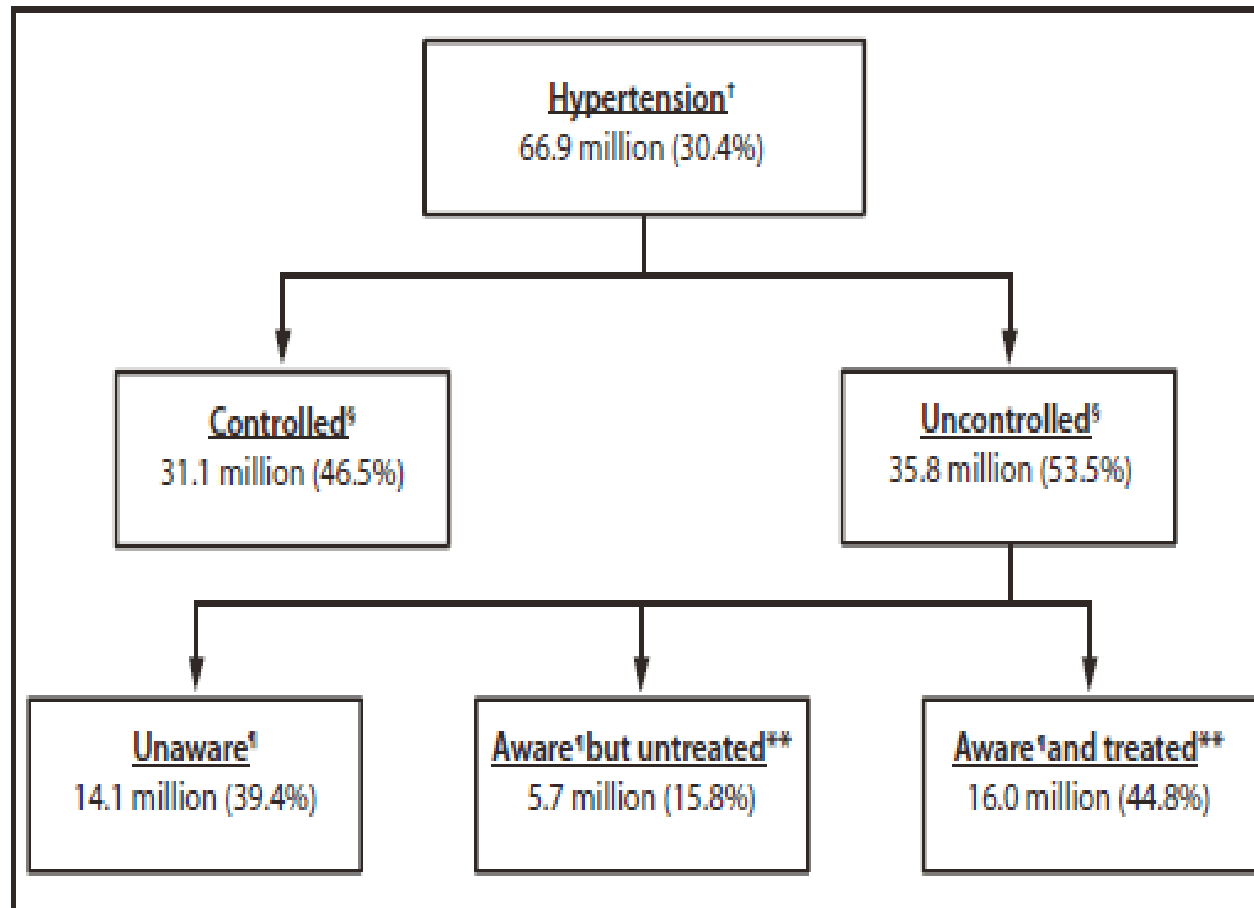 Hypertension†
66.9 million (30.4%)
Controlled§
31.1 million (46.5%)
Uncontrolled§
35.8 million (53.5%)
Unaware¶
14.1 million (39.4%)
Aware¶ but untreated**
5.7 million (15.8%)
Aware¶ and treated**
16.0 million (44.8%)